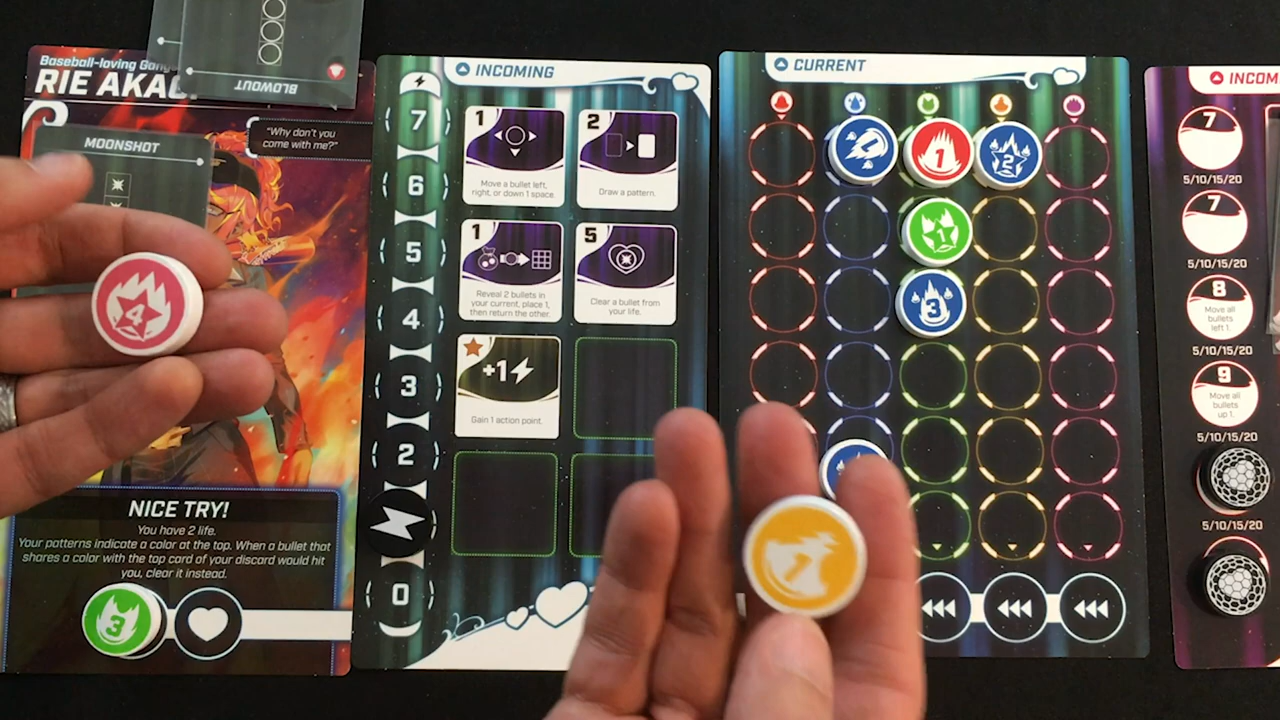 Baseball-loving
RIE AKA
BLOWOUT
MOONSHOT
"Why don't you
come with me?"
4
NICE TRY!
You have 2 life.
Your patterns indicate a color at the top. When a bullet that
shares a color with the top card of your discard would hit
you, clear it instead.
3
7
6
5
4
3
2
0
INCOMING
1
Move a bullet left,
right, or down 1 space.
2
Draw a pattern.
1
Reveal 2 bullets in
your current, place 1,
then return the other.
5
Clear a bullet from
your life.
+1
Gain 1 action point.
CURRENT
1
2
1
3
1
INCOM
7
5/10/15/20
7
5/10/15/20
8
Move all
bullets
left 1.
5/10/15/20
9
Move all
bullets
up 1.
5/10/15/20
5/10/15/20